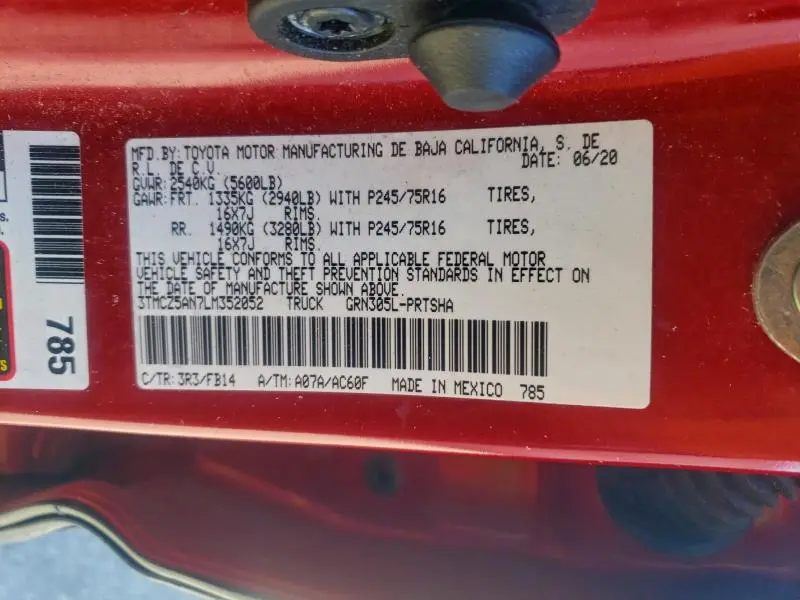 MFD.BY:TOYOTA MOTOR MANUFACTURING DE BAJA CALIFORNIA, S. DE
R.L. DE C.V. DATE: 06/20
GVWR: 2540KG (5600LB)
GAWR:FRT. 1335KG (2940LB) WITH P245/75R16 TIRES,
16X7J RIMS.
RR. 1490KG (3280LB) WITH P245/75R16 TIRES,
16X7J RIMS.
THIS VEHICLE CONFORMS TO ALL APPLICABLE FEDERAL MOTOR
VEHICLE SAFETY AND THEFT PREVENTION STANDARDS IN EFFECT ON
THE DATE OF MANUFACTURE SHOWN ABOVE.
3TMCZ5AN7LM352052 TRUCK GRN305L-PRTSHA
C/TR:3R3/FB14 A/TM:A07A/AC60F MADE IN MEXICO 785
785